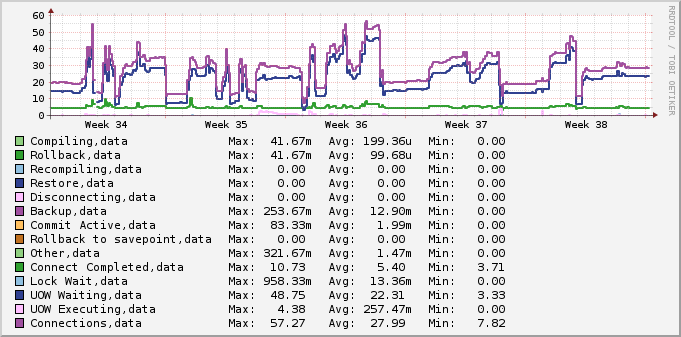 60
50
40
30
20
10
0
Week 34 Week 35 Week 36 Week 37 Week 38
RRDTOOL / TOBI OETIKER
Compiling,data Max: 41.67m Avg: 199.36u Min: 0.00
Rollback,data Max: 41.67m Avg: 99.68u Min: 0.00
Recompiling,data Max: 0.00 Avg: 0.00 Min: 0.00
Restore,data Max: 0.00 Avg: 0.00 Min: 0.00
Disconnecting,data Max: 0.00 Avg: 0.00 Min: 0.00
Backup,data Max: 253.67m Avg: 12.90m Min: 0.00
Commit Active,data Max: 83.33m Avg: 1.99m Min: 0.00
Rollback to savepoint,data Max: 0.00 Avg: 0.00 Min: 0.00
Other,data Max: 321.67m Avg: 1.47m Min: 0.00
Connect Completed,data Max: 10.73 Avg: 5.40 Min: 3.71
Lock Wait,data Max: 958.33m Avg: 13.36m Min: 0.00
UOW Waiting,data Max: 48.75 Avg: 22.31 Min: 3.33
UOW Executing,data Max: 4.38 Avg: 257.47m Min: 0.00
Connections,data Max: 57.27 Avg: 27.99 Min: 7.82